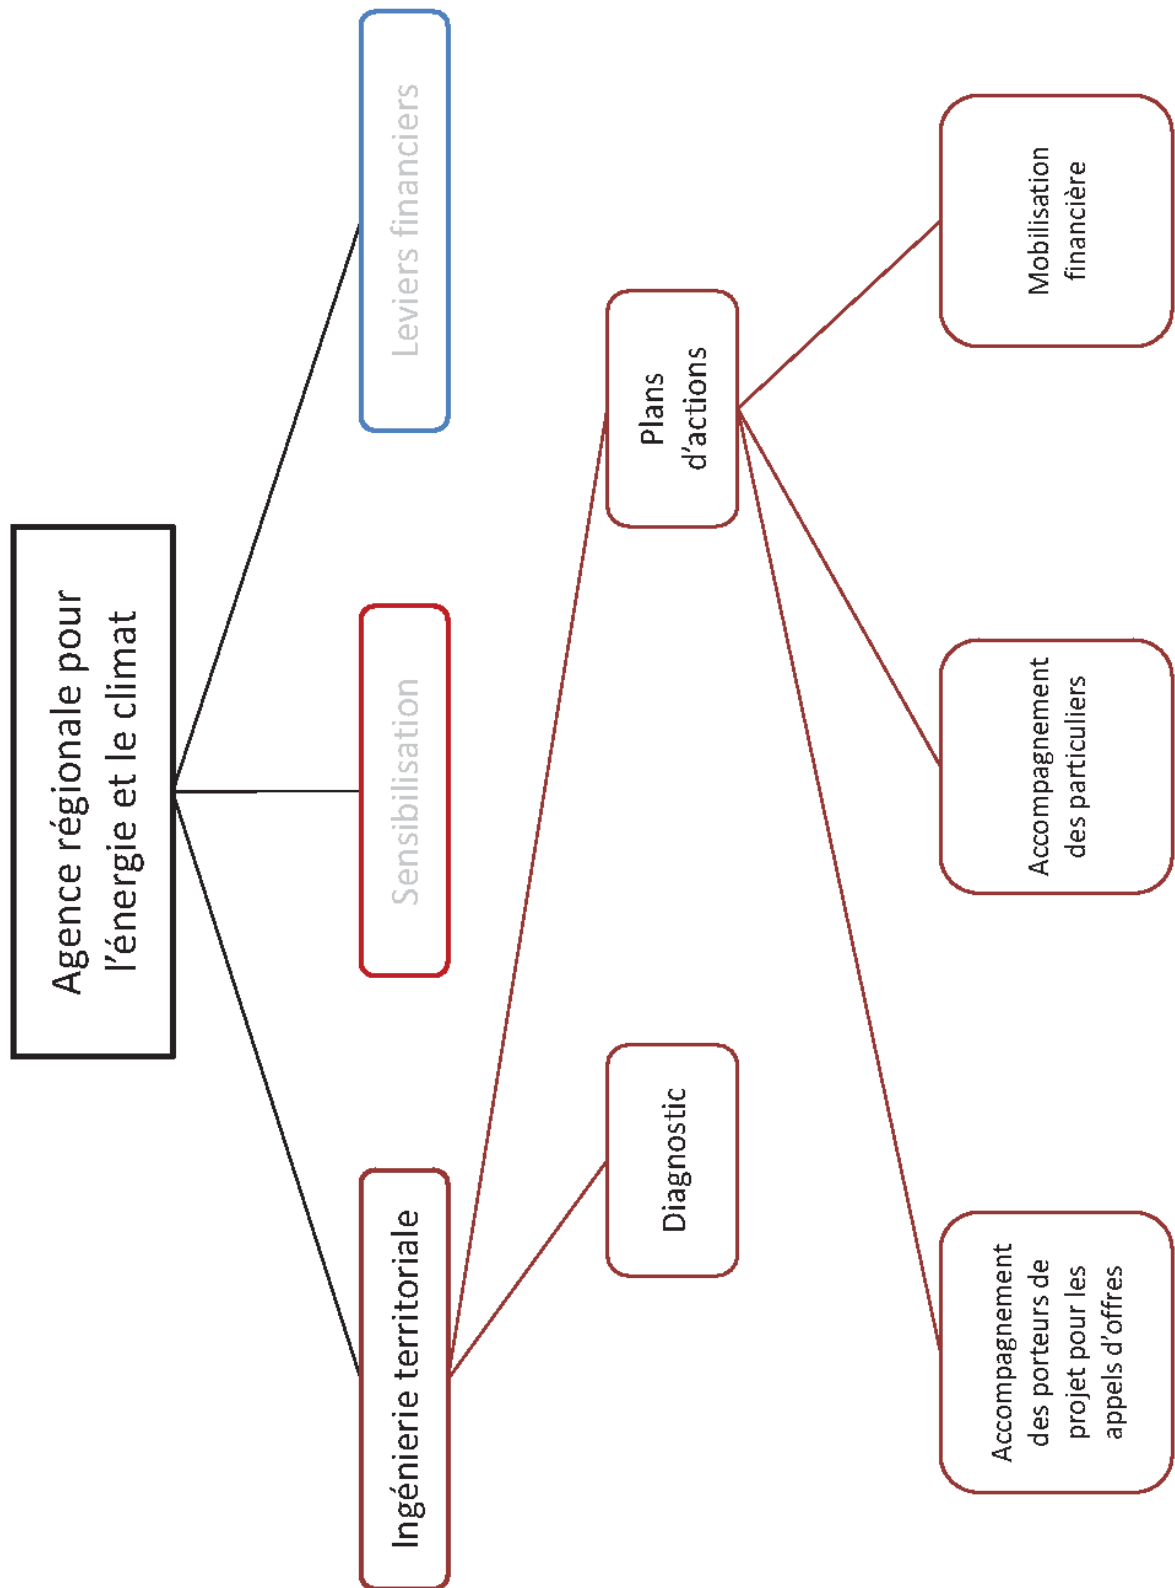 Agence régionale pour
l'énergie et le climat
Ingénierie territoriale
Sensibilisation
Leviers financiers
Diagnostic
Plans
d'actions
Accompagnement
des porteurs de
projet pour les
appels d'offres
Accompagnement
des particuliers
Mobilisation
financière